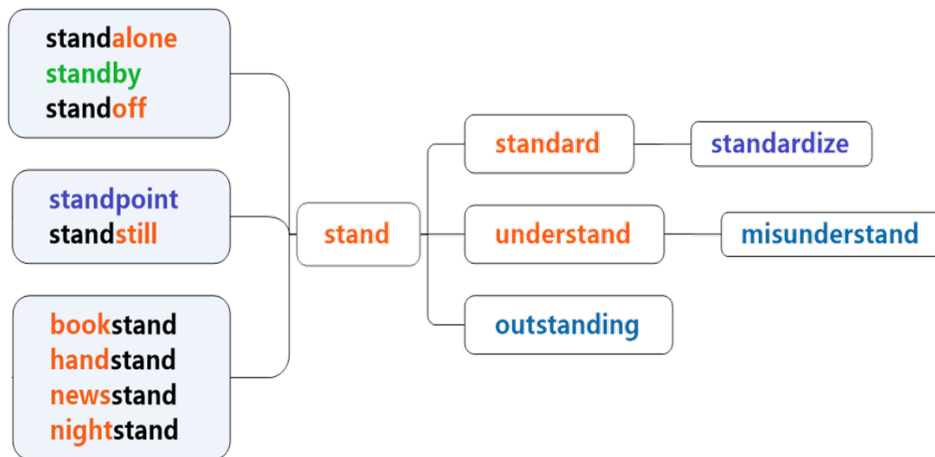 standalone
standby
standoff
standpoint
standstill
bookstand
handstand
newsstand
nightstand
stand
standard
standardize
understand
misunderstand
outstanding